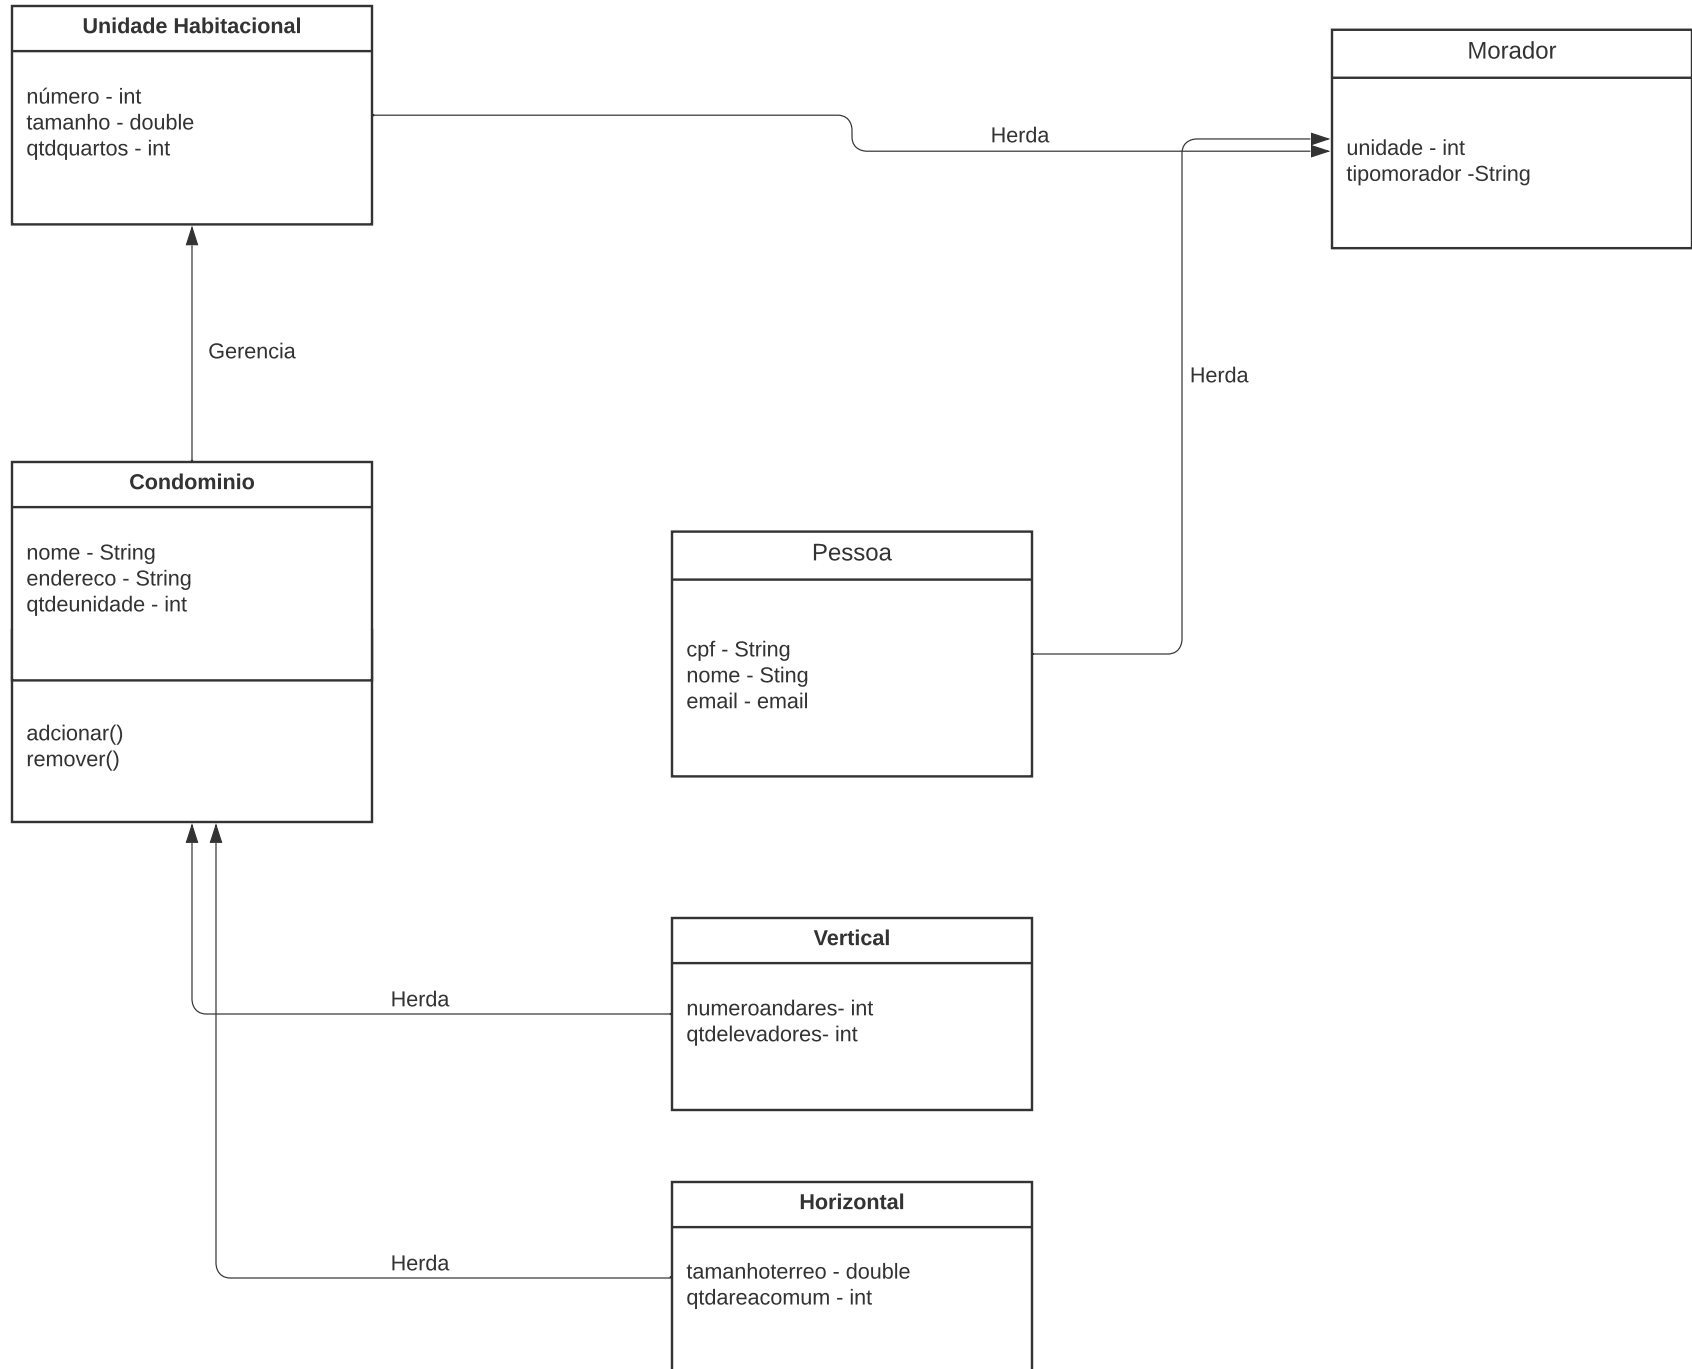 Unidade Habitacional
número - int
tamanho - double
qtdquartos - int
Herda
Morador
unidade - int
tipomorador -String
Gerencia
Herda
Condominio
nome - String
endereco - String
qtdeunidade - int
adcionar()
remover()
Pessoa
cpf - String
nome - Sting
email - email
Herda
Vertical
numeroandares- int
qtdelevadores- int
Herda
Horizontal
tamanhoterreo - double
qtdareacomum - int